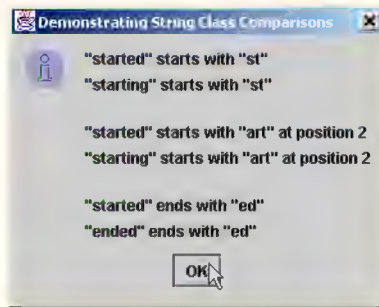 Demonstrating String Class Comparisons
"started" starts with "st"
"starting" starts with "st"
"started" starts with "art" at position 2
"starting" starts with "art" at position 2
"started" ends with "ed"
"ended" ends with "ed"
OK